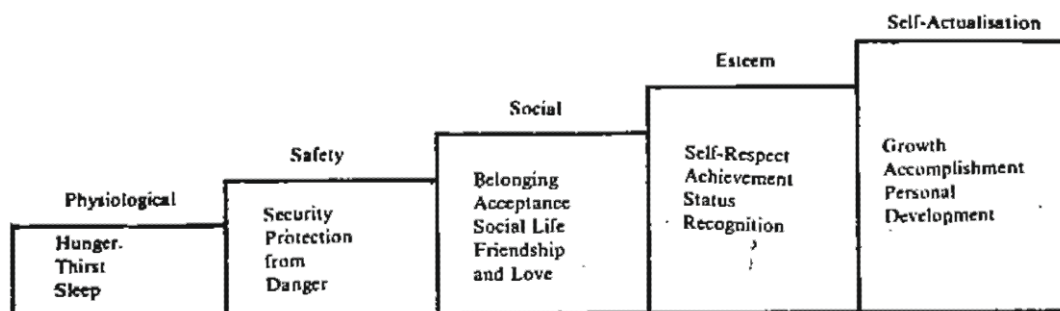 Self-Actualisation
Esteem
Social
Safety
Physiological
Hunger.
Thirst
Sleep
Security
Protection
from
Danger
Belonging
Acceptance
Social Life
Friendship
and Love
Self-Respect
Achievement
Status
Recognition
Growth
Accomplishment
Personal
Development